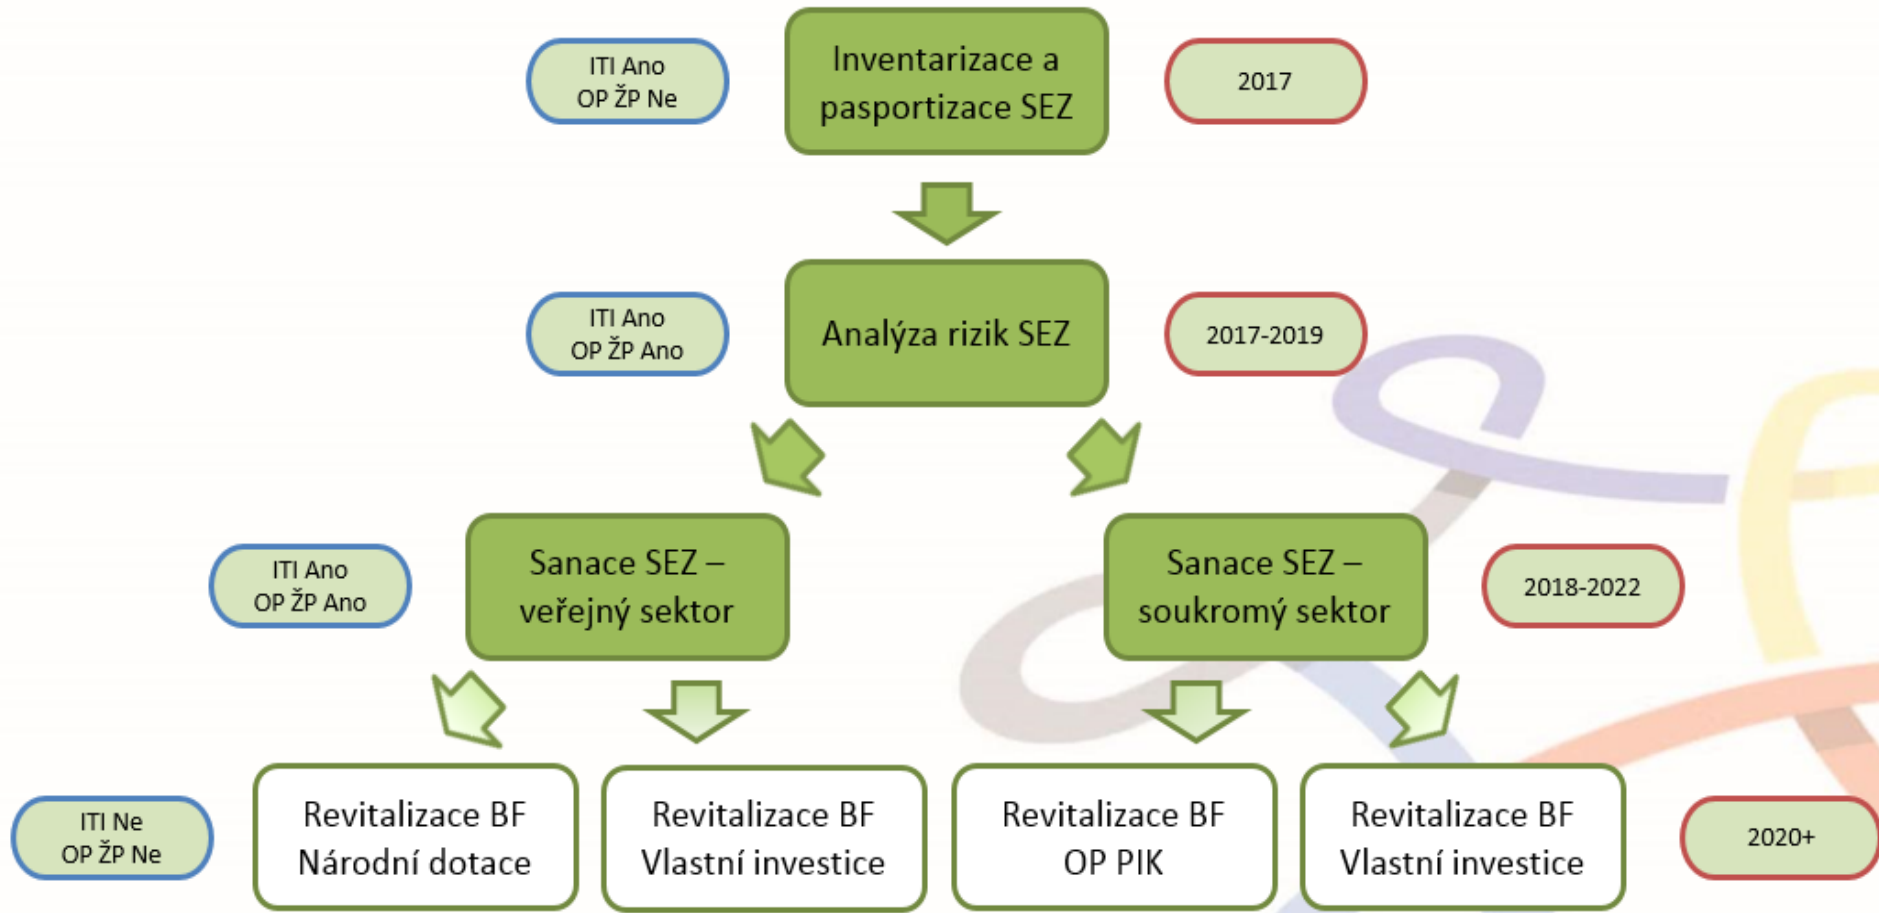 ITI Ano
OP ŽP Ne
Inventarizace a
pasportizace SEZ
2017
ITI Ano
OP ŽP Ano
Analýza rizik SEZ
2017-2019
ITI Ano
OP ŽP Ano
Sanace SEZ –
veřejný sektor
Sanace SEZ –
soukromý sektor
2018-2022
ITI Ne
OP ŽP Ne
Revitalizace BF
Národní dotace
Revitalizace BF
Vlastní investice
Revitalizace BF
OP PIK
Revitalizace BF
Vlastní investice
2020+